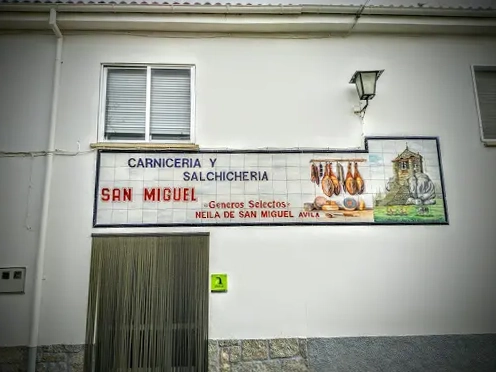 CARNICERIA Y
SALCHICHERIA
SAN MIGUEL
«Generos Selectos»
NEILA DE SAN MIGUEL AVILA